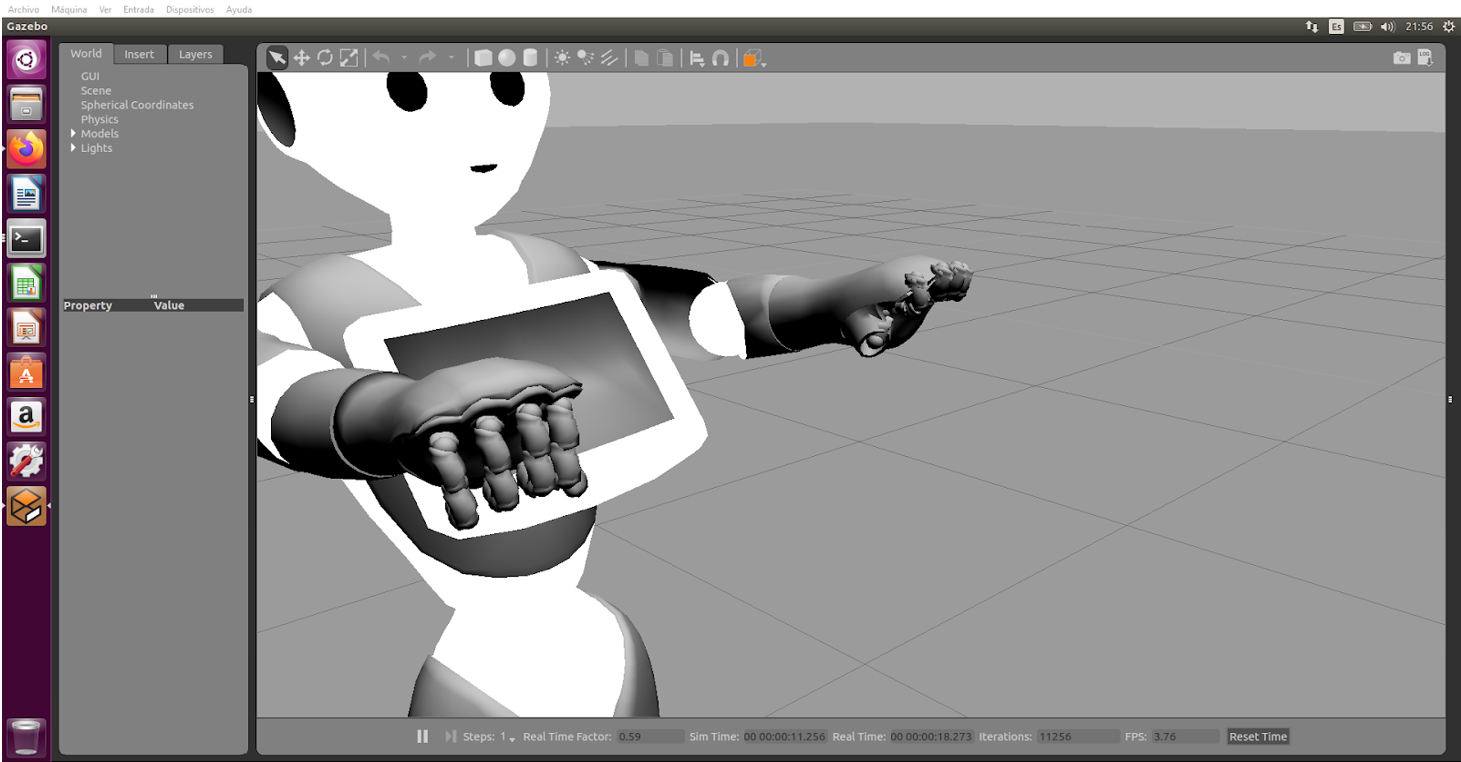 Archivo Máquina Ver Entrada Dispositivos Ayuda
Gazebo Es 21:56
World Insert Layers
GUI
Scene
Spherical Coordinates
Physics
Models
Lights
Property Value
Steps: 1 Real Time Factor: 0.59 Sim Time: 00 00:00:11.256 Real Time: 00 00:00:18.273 Iterations: 11256 FPS: 3.76 Reset Time